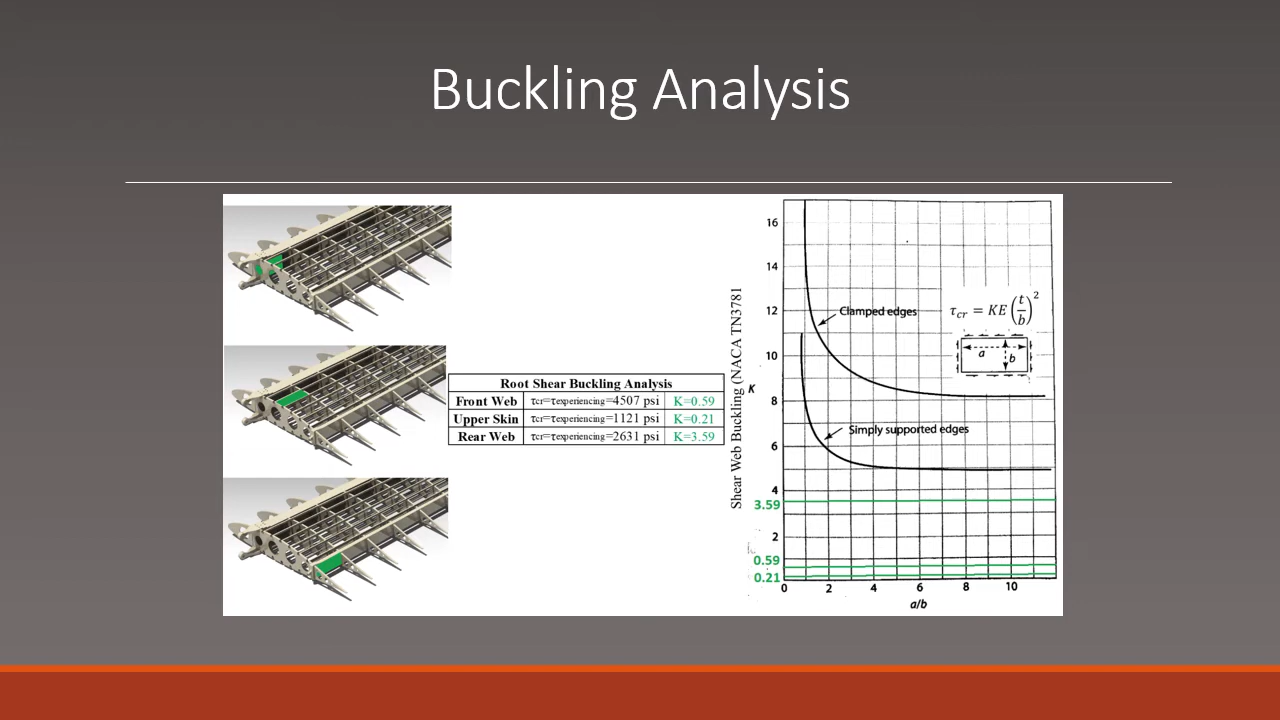 Buckling Analysis
Root Shear Buckling Analysis
Front Web τcr=τexperiencing=4507 psi K=0.59
Upper Skin τcr=τexperiencing=1121 psi K=0.21
Rear Web τcr=τexperiencing=2631 psi K=3.59
Shear Web Buckling (NACA TN3781
K
16
14
12
10
8
6
4
3.59
2
0.59
0.21
Clamped edges
τcr = KE (t/b)²
a
b
Simply supported edges
0 2 4 6 8 10
a/b